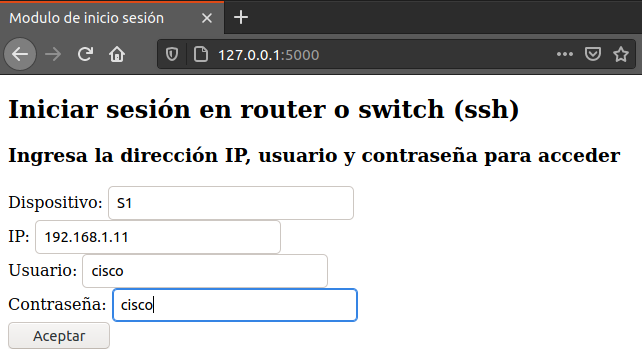 Modulo de inicio sesión
127.0.0.1:5000
Iniciar sesión en router o switch (ssh)
Ingresa la dirección IP, usuario y contraseña para acceder
Dispositivo: S1
IP: 192.168.1.11
Usuario: cisco
Contraseña: cisco
Aceptar